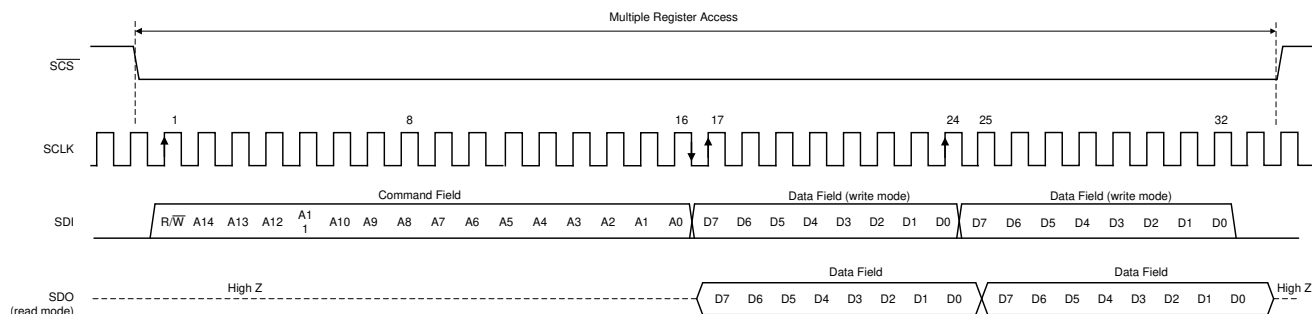 Multiple Register Access
SCS
1 8 16 17 24 25 32
SCLK
Command Field Data Field (write mode) Data Field (write mode)
SDI R/W A14 A13 A12 A11 A10 A9 A8 A7 A6 A5 A4 A3 A2 A1 A0 D7 D6 D5 D4 D3 D2 D1 D0 D7 D6 D5 D4 D3 D2 D1 D0
Data Field Data Field
SDO High Z D7 D6 D5 D4 D3 D2 D1 D0 D7 D6 D5 D4 D3 D2 D1 D0 High Z
(read mode)